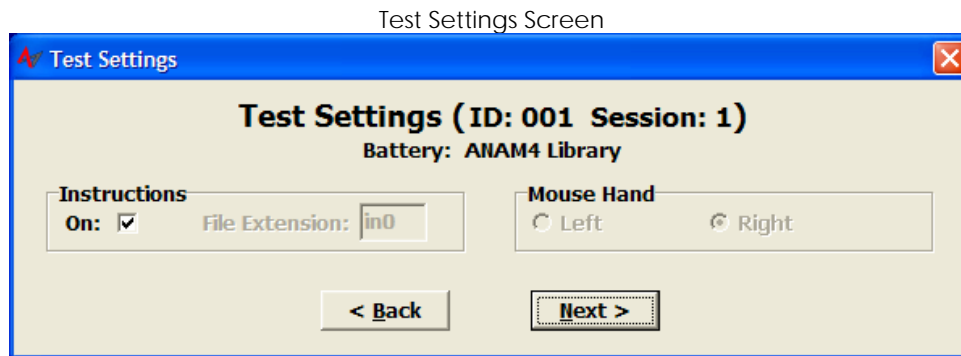 Test Settings Screen
Test Settings
Test Settings (ID: 001 Session: 1)
Battery: ANAM4 Library
Instructions
On: File Extension: in0
Mouse Hand
Left Right
< Back Next >